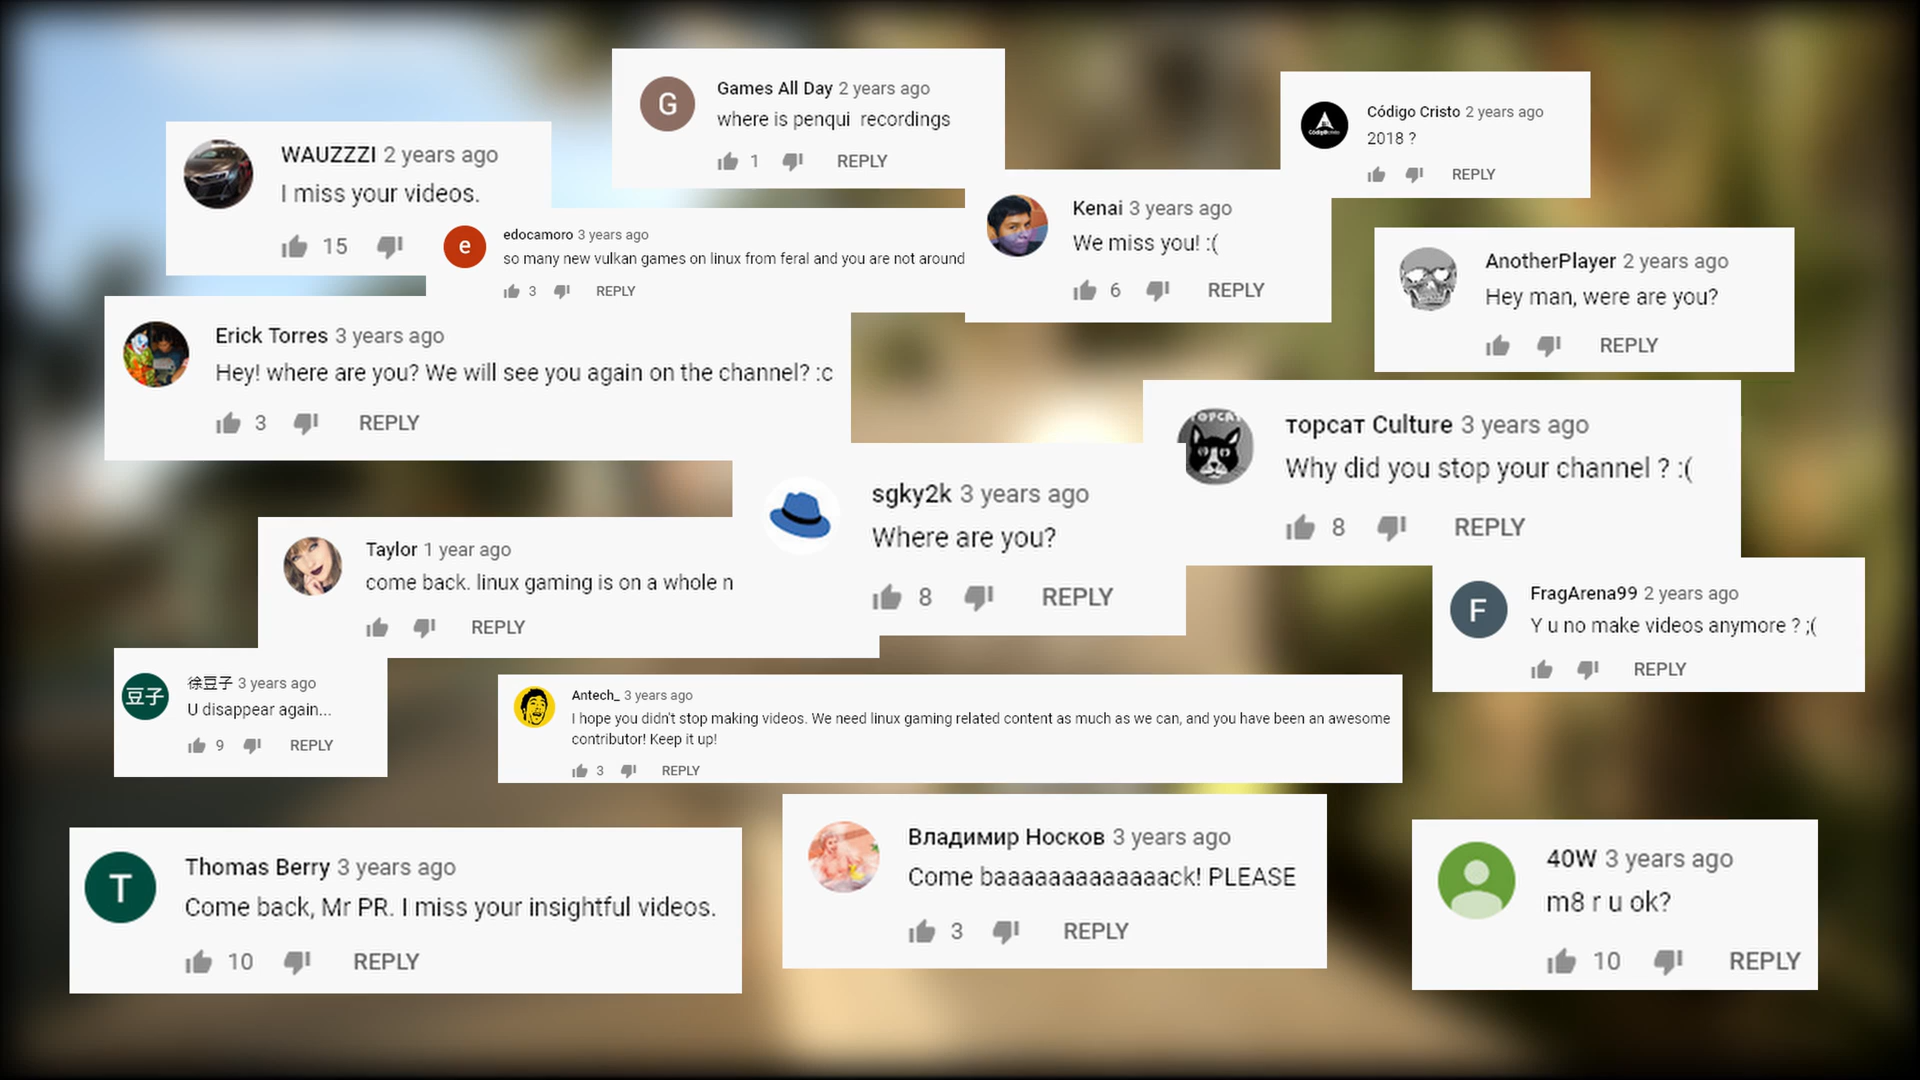 Games All Day 2 years ago
where is penqui recordings
1 REPLY
Código Cristo 2 years ago
2018 ?
REPLY
WAUZZZI 2 years ago
I miss your videos.
15
edocamoro 3 years ago
so many new vulkan games on linux from feral and you are not around
3 REPLY
Kenai 3 years ago
We miss you! :(
6 REPLY
AnotherPlayer 2 years ago
Hey man, were are you?
REPLY
Erick Torres 3 years ago
Hey! where are you? We will see you again on the channel? :c
3 REPLY
TOPCAT
топсат Culture 3 years ago
Why did you stop your channel ? :(
8 REPLY
sgky2k 3 years ago
Where are you?
8 REPLY
Taylor 1 year ago
come back. linux gaming is on a whole n
REPLY
F
FragArena99 2 years ago
Y u no make videos anymore ? ;(
REPLY
豆子
徐豆子 3 years ago
U disappear again...
9 REPLY
Antech_ 3 years ago
I hope you didn't stop making videos. We need linux gaming related content as much as we can, and you have been an awesome
contributor! Keep it up!
3 REPLY
T
Thomas Berry 3 years ago
Come back, Mr PR. I miss your insightful videos.
10 REPLY
Владимир Носков 3 years ago
Come baaaaaaaaaaaaack! PLEASE
3 REPLY
40W 3 years ago
m8 r u ok?
10 REPLY